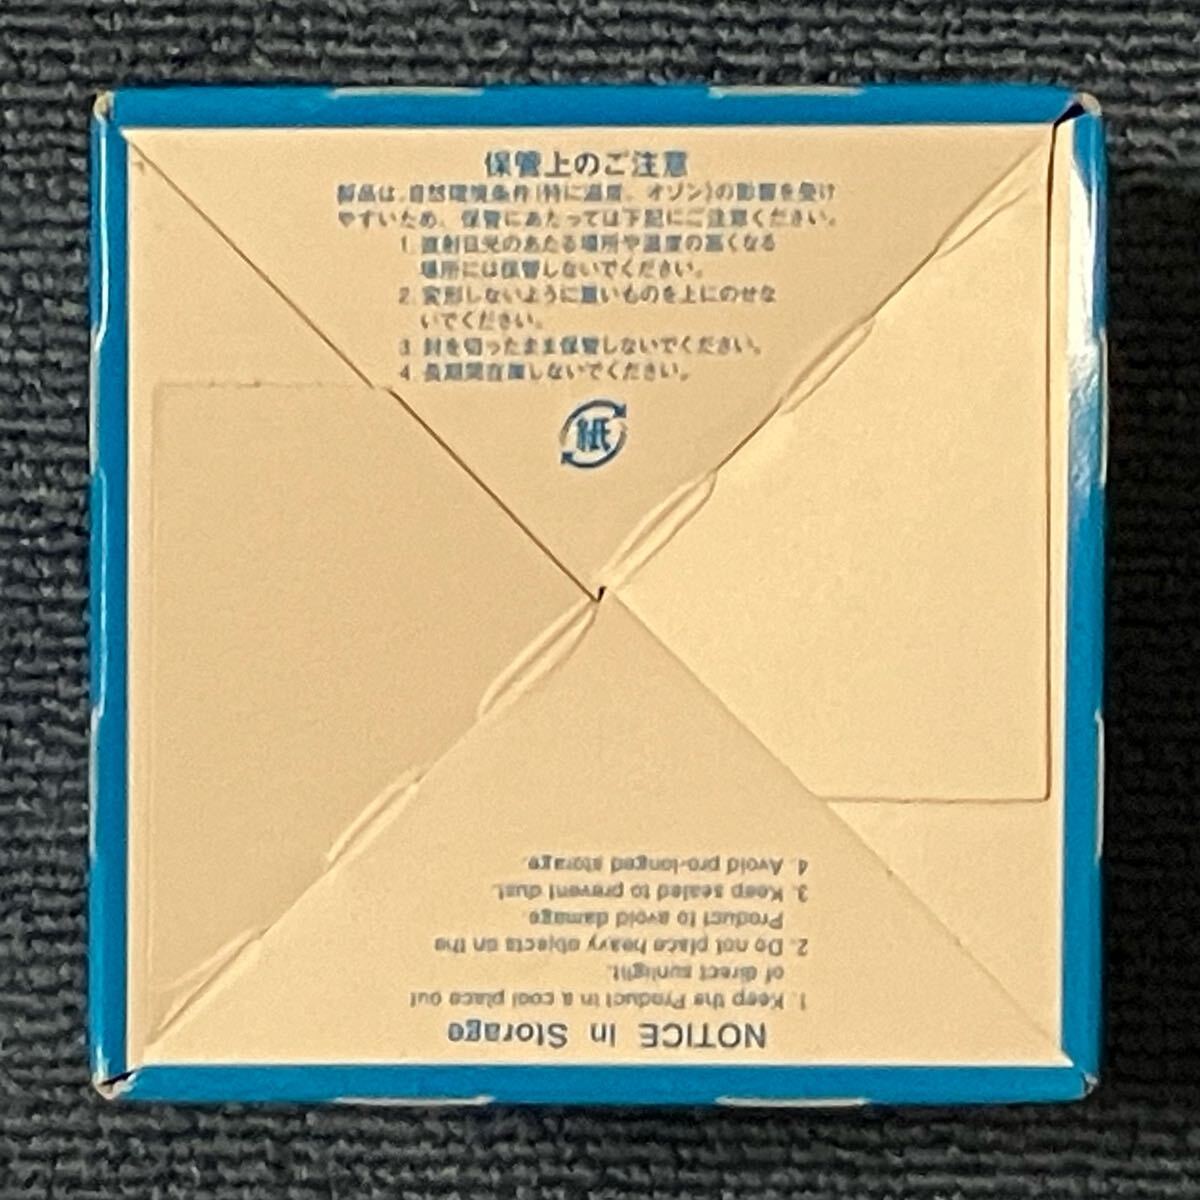 保管上のご注意
製品は、自然環境条件(特に温度、オゾン)の影響を受け
やすいため、保管にあたっては下記にご注意ください。
1. 直射日光のあたる場所や温度の高くなる
場所には保管しないでください。
2. 変形しないように重いものを上にのせな
いでください。
3 封を切ったまま保管しないでください。
4. 長期間在庫しないでください。
紙
NOTICE in Storage
1. Keep the Product in a cool place out
of direct sunlight.
2. Do not place heavy objects on the
Product to avoid damage.
3. Keep sealed to prevent dust.
4. Avoid pro-longed storage.